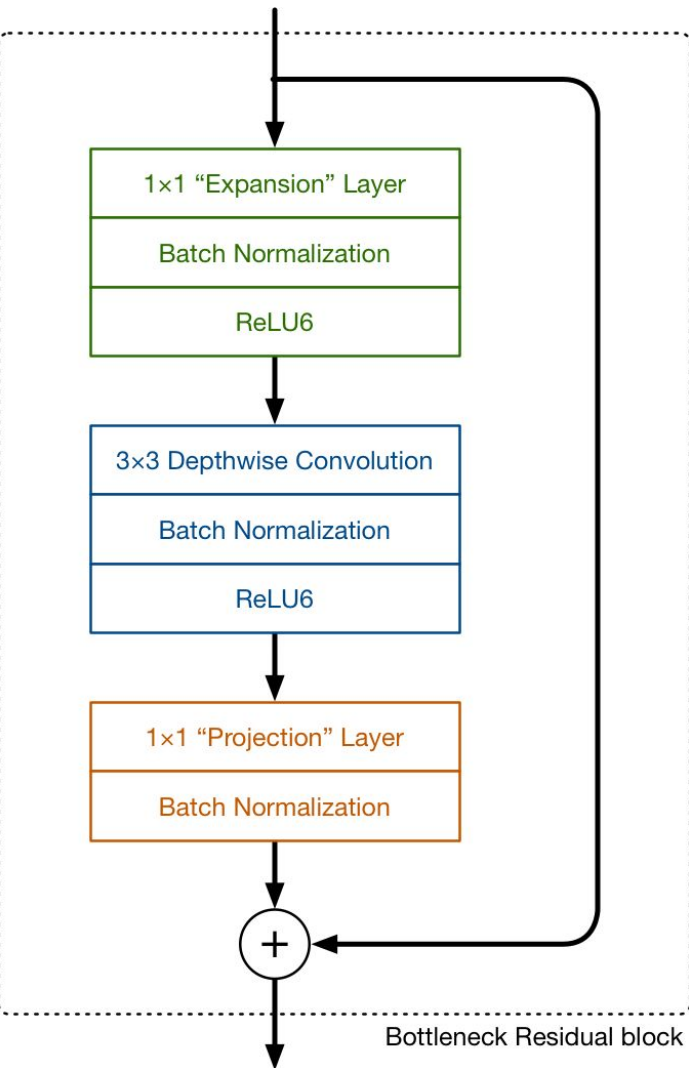 1×1 “Expansion” Layer
Batch Normalization
ReLU6
3×3 Depthwise Convolution
Batch Normalization
ReLU6
1×1 “Projection” Layer
Batch Normalization
+
Bottleneck Residual block